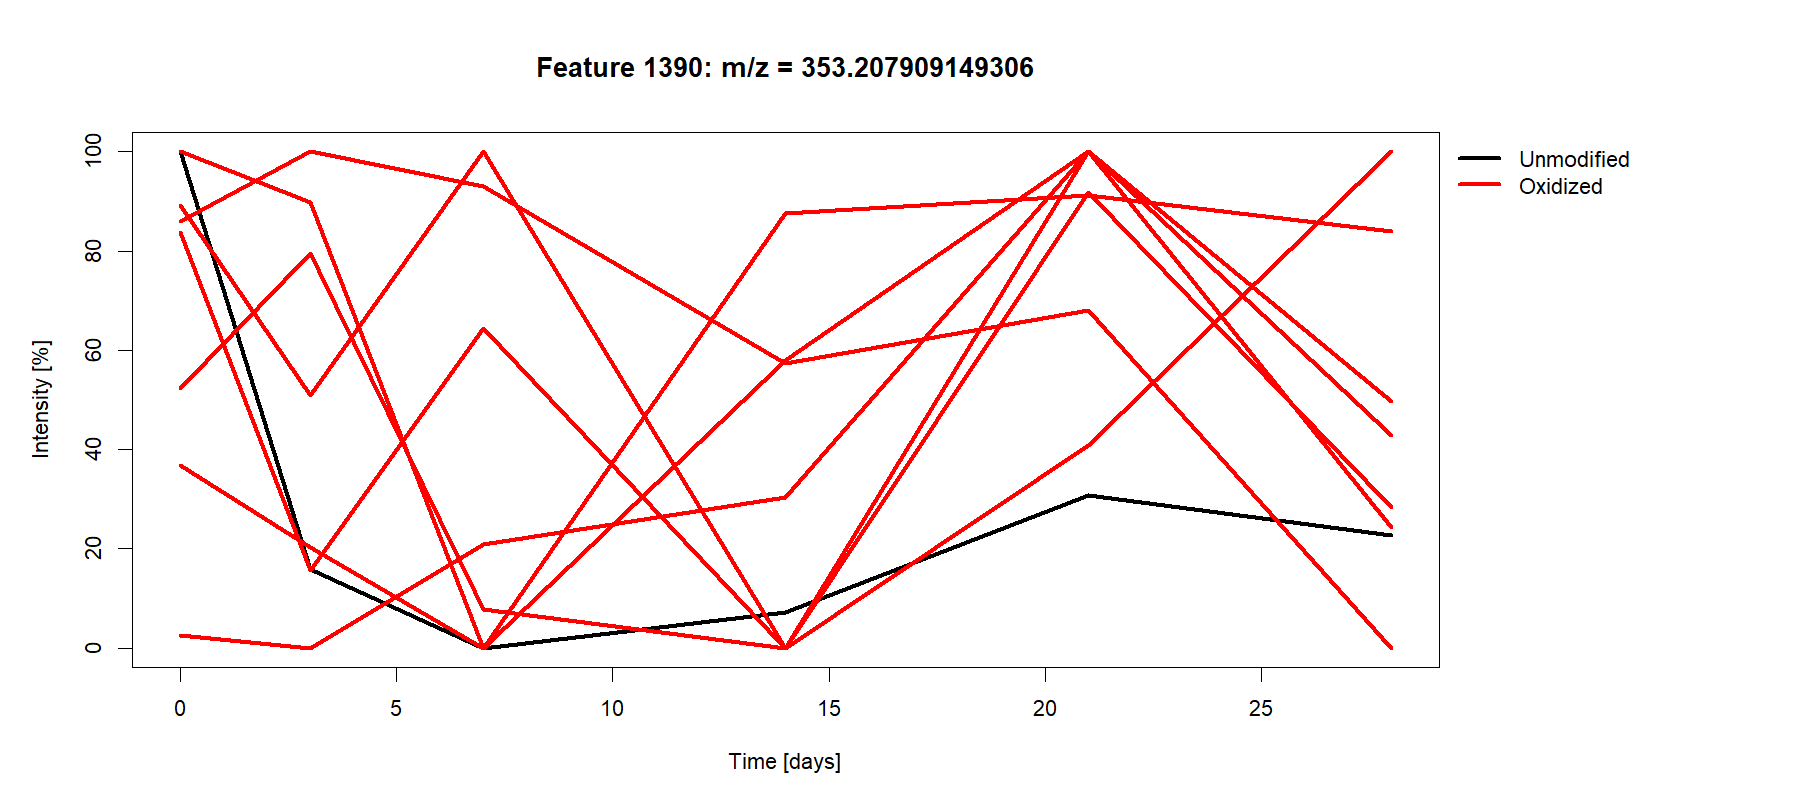 Feature 1390: m/z = 353.207909149306
Unmodified
Oxidized
Intensity [%]
100
80
60
40
20
0
0 5 10 15 20 25
Time [days]